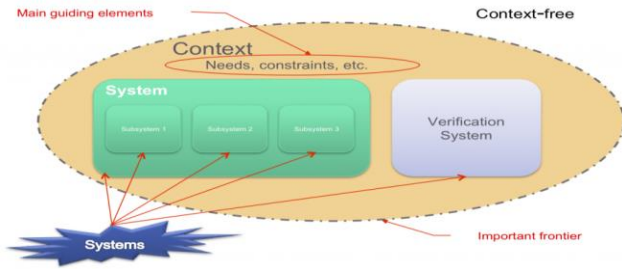 Main guiding elements
Context-free
Context
Needs, constraints, etc.
System
Subsystem 1
Subsystem 2
Subsystem 3
Verification
System
Systems
Important frontier